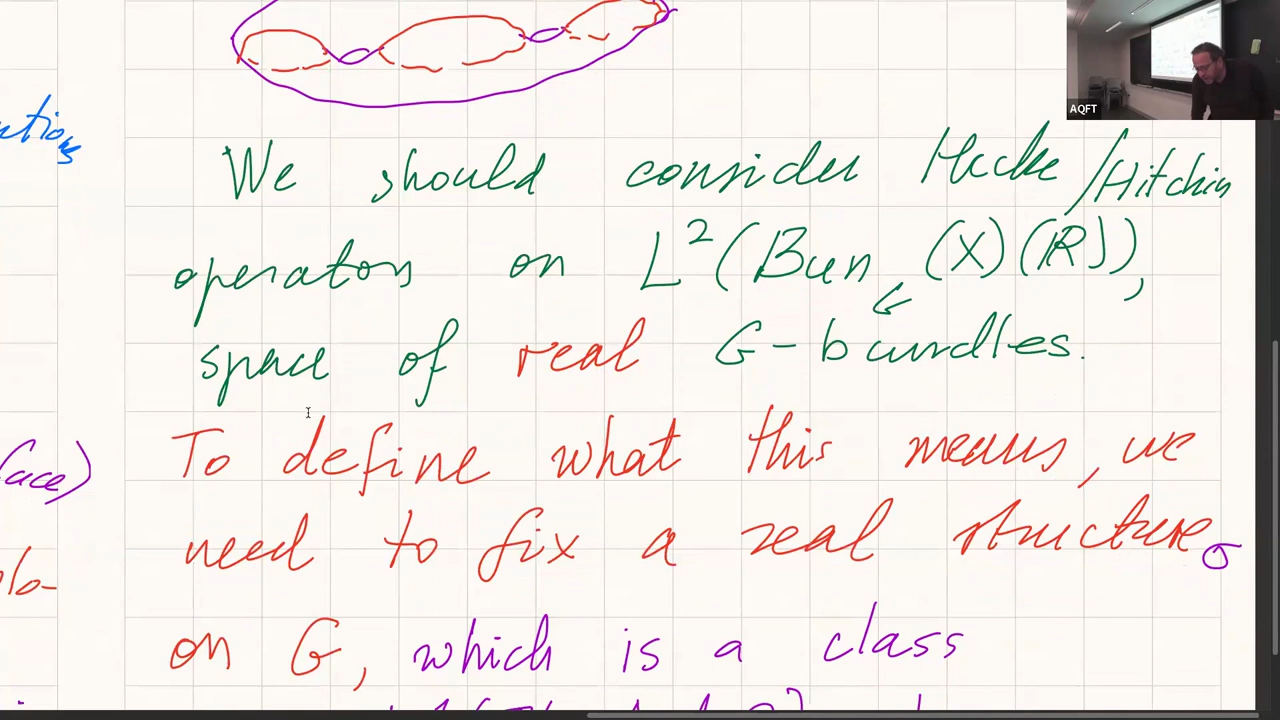 AQFT
We should consider Hecke/Hitchin
operators on L²(Bun_G (X)(R)),
space of real G-bundles.
To define what this means, we
need to fix a real structure σ
on G, which is a class